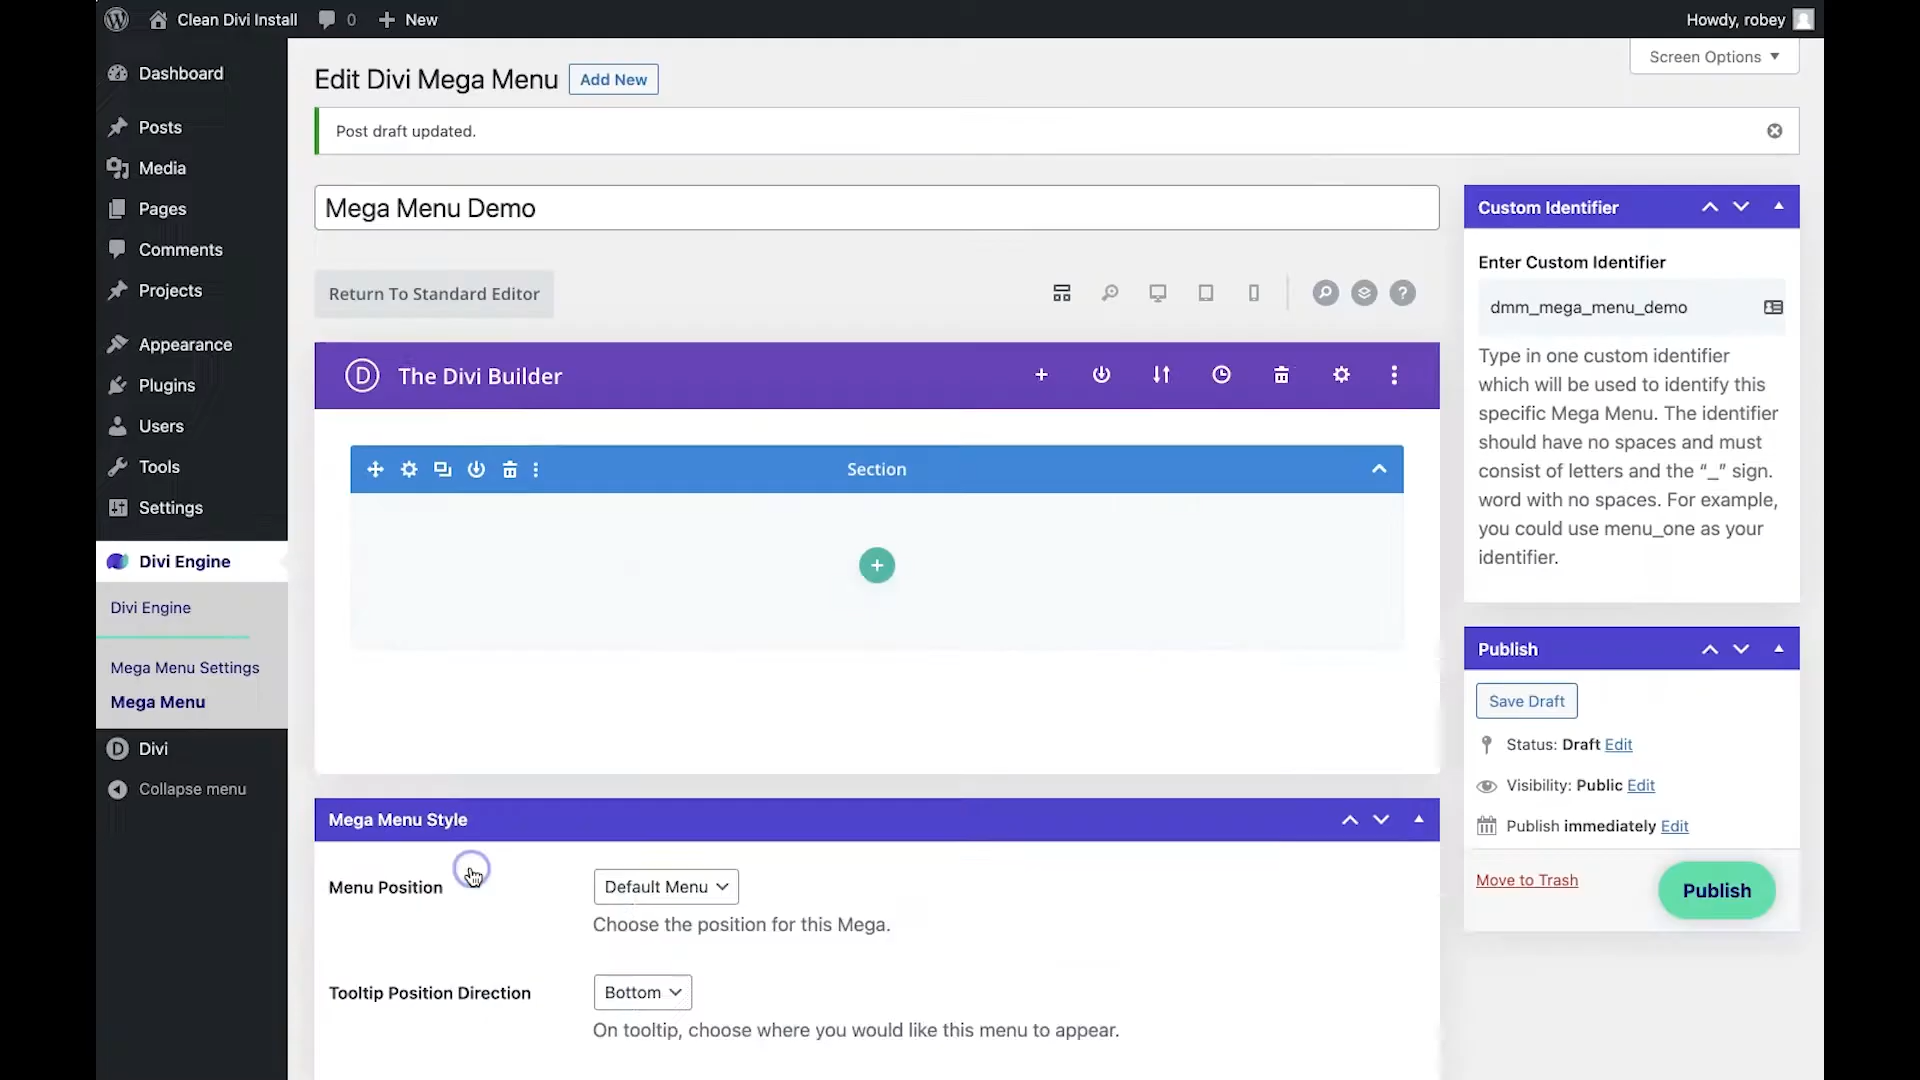 Clean Divi Install 0 New Howdy, robey
Screen Options
Dashboard
Posts
Media
Pages
Comments
Projects
Appearance
Plugins
Users
Tools
Settings
Divi Engine
Divi Engine
Mega Menu Settings
Mega Menu
D Divi
Collapse menu
Edit Divi Mega Menu Add New
Post draft updated.
Mega Menu Demo
Return To Standard Editor ?
D The Divi Builder
Section
Mega Menu Style
Menu Position Default Menu
Choose the position for this Mega.
Tooltip Position Direction Bottom
On tooltip, choose where you would like this menu to appear.
Custom Identifier
Enter Custom Identifier
dmm_mega_menu_demo
Type in one custom identifier
which will be used to identify this
specific Mega Menu. The identifier
should have no spaces and must
consist of letters and the “_” sign.
word with no spaces. For example,
you could use menu_one as your
identifier.
Publish
Save Draft
Status: Draft Edit
Visibility: Public Edit
Publish immediately Edit
Move to Trash Publish